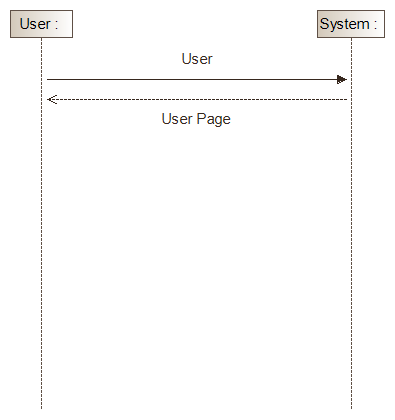 User :
System :
User
User Page